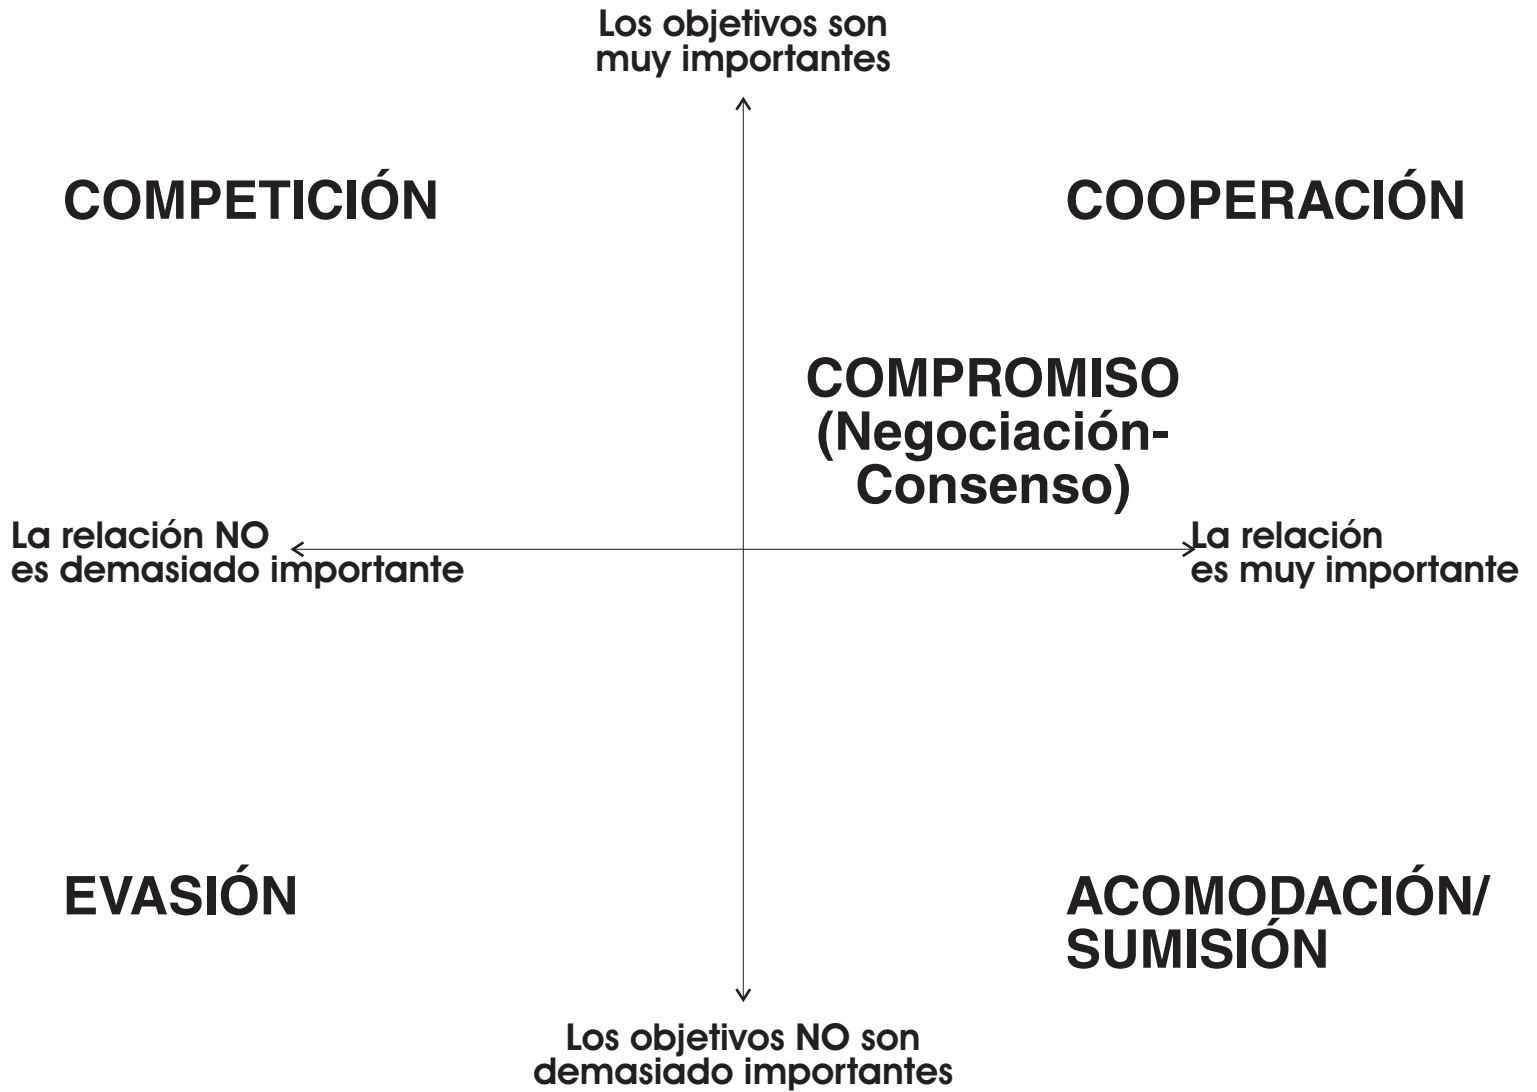 Los objetivos son
muy importantes
COMPETICIÓN
COOPERACIÓN
COMPROMISO
(Negociación-
Consenso)
La relación NO
es demasiado importante
La relación
es muy importante
EVASIÓN
ACOMODACIÓN/
SUMISIÓN
Los objetivos NO son
demasiado importantes